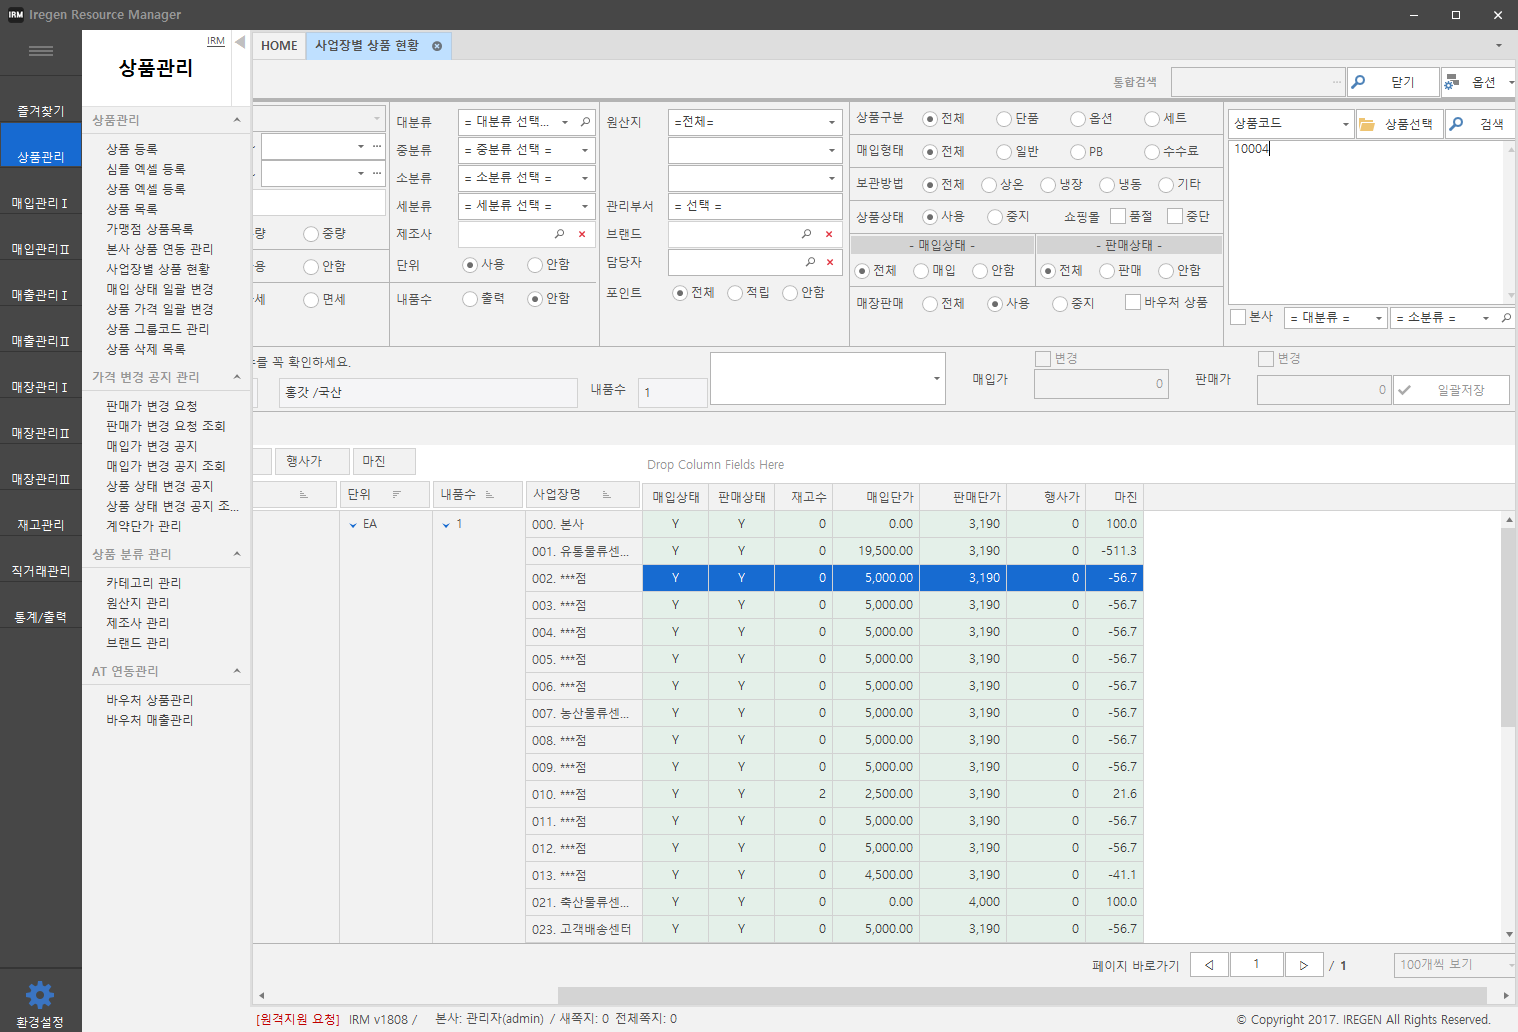 IRM Iregen Resource Manager
IRM
상품관리
즐겨찾기
상품관리
매입관리 I
매입관리 II
매출관리 I
매출관리 II
매장관리 I
매장관리 II
매장관리 III
재고관리
직거래관리
통계/출력
환경설정
상품관리
상품 등록
심플 엑셀 등록
상품 엑셀 등록
상품 목록
가맹점 상품목록
본사 상품 연동 관리
사업장별 상품 현황
매입 상태 일괄 변경
상품 가격 일괄 변경
상품 그룹코드 관리
상품 삭제 목록
가격 변경 공지 관리
판매가 변경 요청
판매가 변경 요청 조회
매입가 변경 공지
매입가 변경 공지 조회
상품 상태 변경 공지
상품 상태 변경 공지 조...
계약단가 관리
상품 분류 관리
카테고리 관리
원산지 관리
제조사 관리
브랜드 관리
AT 연동관리
바우처 상품관리
바우처 매출관리
HOME 사업장별 상품 현황
통합검색 ... 닫기 옵션
량 중량
용 안함
세 면세
대분류 = 대분류 선택...
중분류 = 중분류 선택 =
소분류 = 소분류 선택 =
세분류 = 세분류 선택 =
제조사
단위 사용 안함
내품수 출력 안함
원산지 =전체=
관리부서 = 선택 =
브랜드
담당자
포인트 전체 적립 안함
상품구분 전체 단품 옵션 세트
매입형태 전체 일반 PB 수수료
보관방법 전체 상온 냉장 냉동 기타
상품상태 사용 중지 쇼핑몰 품절 중단
- 매입상태 - - 판매상태 -
전체 매입 안함 전체 판매 안함
매장판매 전체 사용 중지 바우처 상품
상품코드 상품선택 검색
10004
본사 = 대분류 = = 소분류 =
를 꼭 확인하세요.
홍갓 /국산 내품수 1
매입가 변경 0 판매가 변경 0 일괄저장
행사가 마진 Drop Column Fields Here
단위 내품수 사업장명 매입상태 판매상태 재고수 매입단가 판매단가 행사가 마진
EA 1 000. 본사 Y Y 0 0.00 3,190 0 100.0
001. 유통물류센... Y Y 0 19,500.00 3,190 0 -511.3
002. ***점 Y Y 0 5,000.00 3,190 0 -56.7
003. ***점 Y Y 0 5,000.00 3,190 0 -56.7
004. ***점 Y Y 0 5,000.00 3,190 0 -56.7
005. ***점 Y Y 0 5,000.00 3,190 0 -56.7
006. ***점 Y Y 0 5,000.00 3,190 0 -56.7
007. 농산물류센... Y Y 0 5,000.00 3,190 0 -56.7
008. ***점 Y Y 0 5,000.00 3,190 0 -56.7
009. ***점 Y Y 0 5,000.00 3,190 0 -56.7
010. ***점 Y Y 2 2,500.00 3,190 0 21.6
011. ***점 Y Y 0 5,000.00 3,190 0 -56.7
012. ***점 Y Y 0 5,000.00 3,190 0 -56.7
013. ***점 Y Y 0 4,500.00 3,190 0 -41.1
021. 축산물류센... Y Y 0 0.00 4,000 0 100.0
023. 고객배송센터 Y Y 0 5,000.00 3,190 0 -56.7
페이지 바로가기 1 / 1 100개씩 보기
[원격지원 요청] IRM v1808 / 본사: 관리자(admin) / 새쪽지: 0 전체쪽지: 0
© Copyright 2017. IREGEN All Rights Reserved.